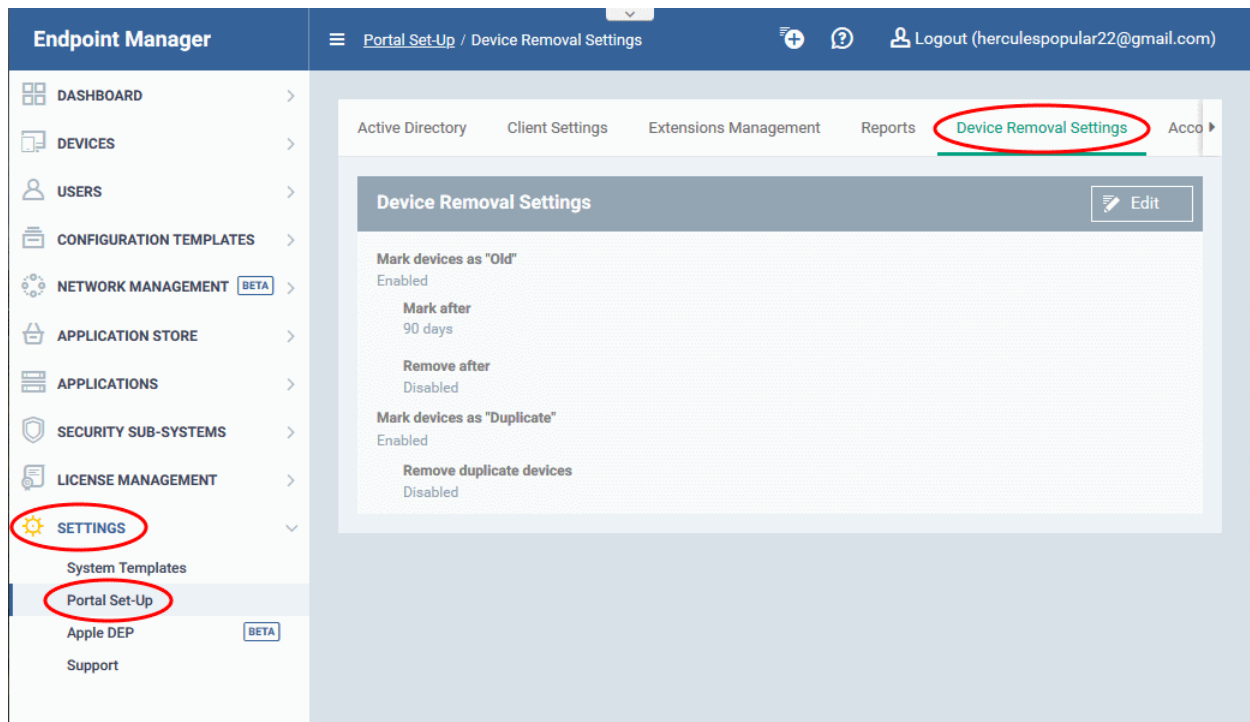 Endpoint Manager
Portal Set-Up / Device Removal Settings
Logout (herculespopular22@gmail.com)
DASHBOARD
DEVICES
USERS
CONFIGURATION TEMPLATES
NETWORK MANAGEMENT BETA
APPLICATION STORE
APPLICATIONS
SECURITY SUB-SYSTEMS
LICENSE MANAGEMENT
SETTINGS
System Templates
Portal Set-Up
Apple DEP BETA
Support
Active Directory Client Settings Extensions Management Reports Device Removal Settings Acco
Device Removal Settings
Edit
Mark devices as "Old"
Enabled
Mark after
90 days
Remove after
Disabled
Mark devices as "Duplicate"
Enabled
Remove duplicate devices
Disabled